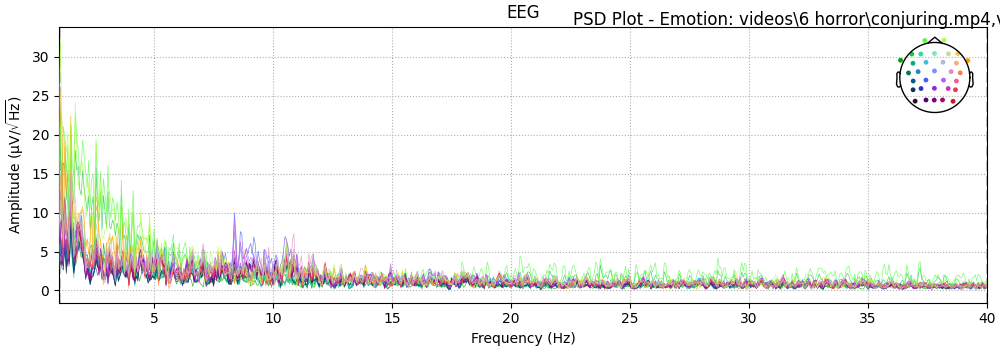 EEG
PSD Plot - Emotion: videos\6 horror\conjuring.mp4,
Amplitude (µV/√Hz)
30
25
20
15
10
5
0
5 10 15 20 25 30 35 40
Frequency (Hz)